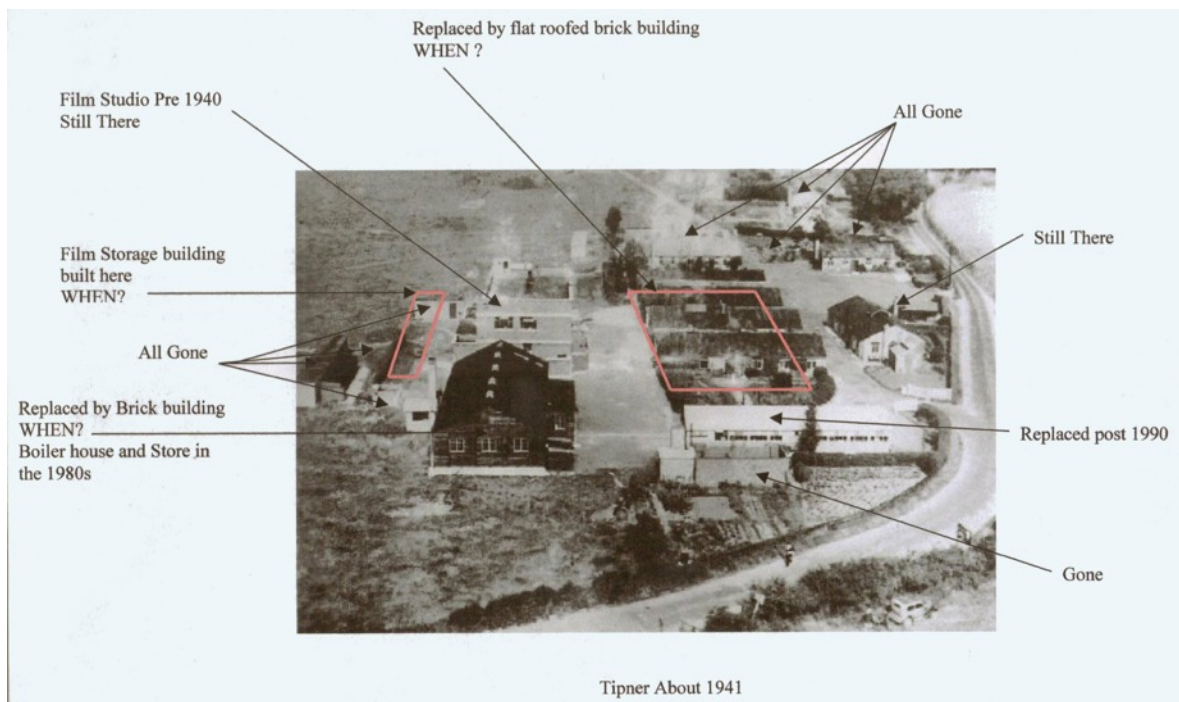 Replaced by flat roofed brick building
WHEN ?
Film Studio Pre 1940
Still There
All Gone
Still There
Film Storage building
built here
WHEN?
All Gone
Replaced by Brick building
WHEN?
Boiler house and Store in
the 1980s
Replaced post 1990
Gone
Tipner About 1941